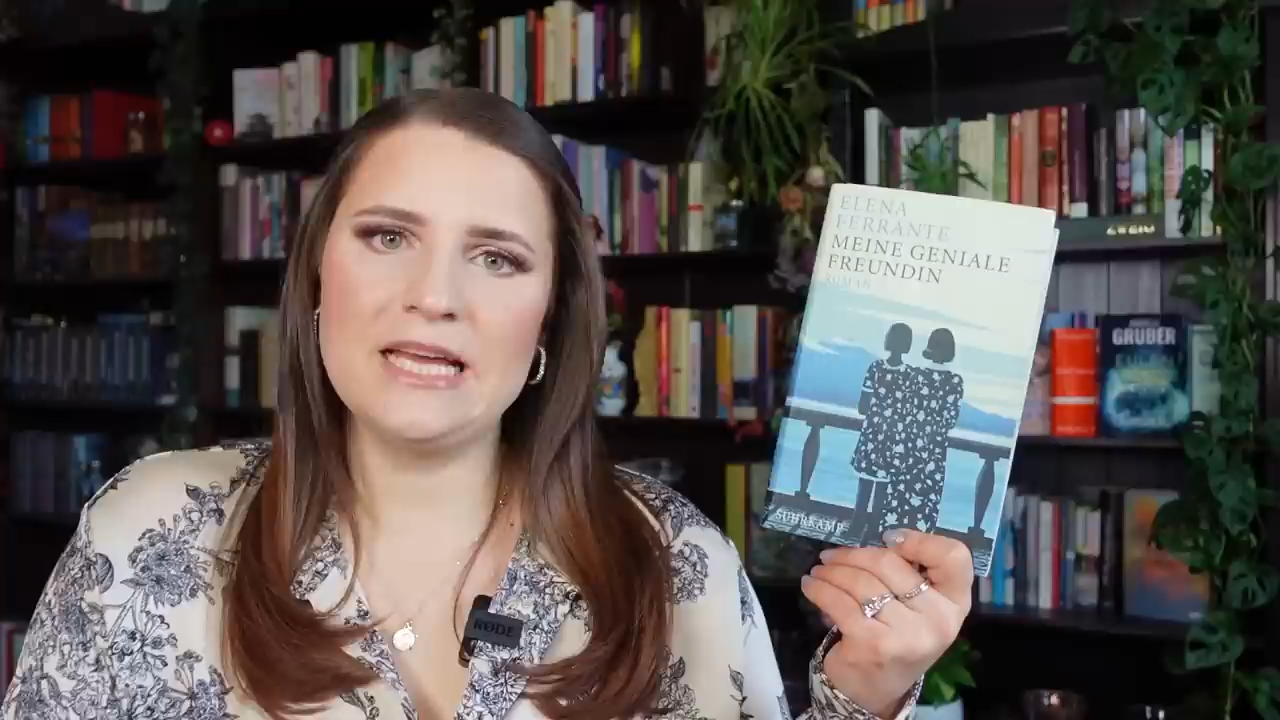 ELENA
FERRANTE
MEINE GENIALE
FREUNDIN
ROMAN
SUHRKAMP
RØDE
GRUBER